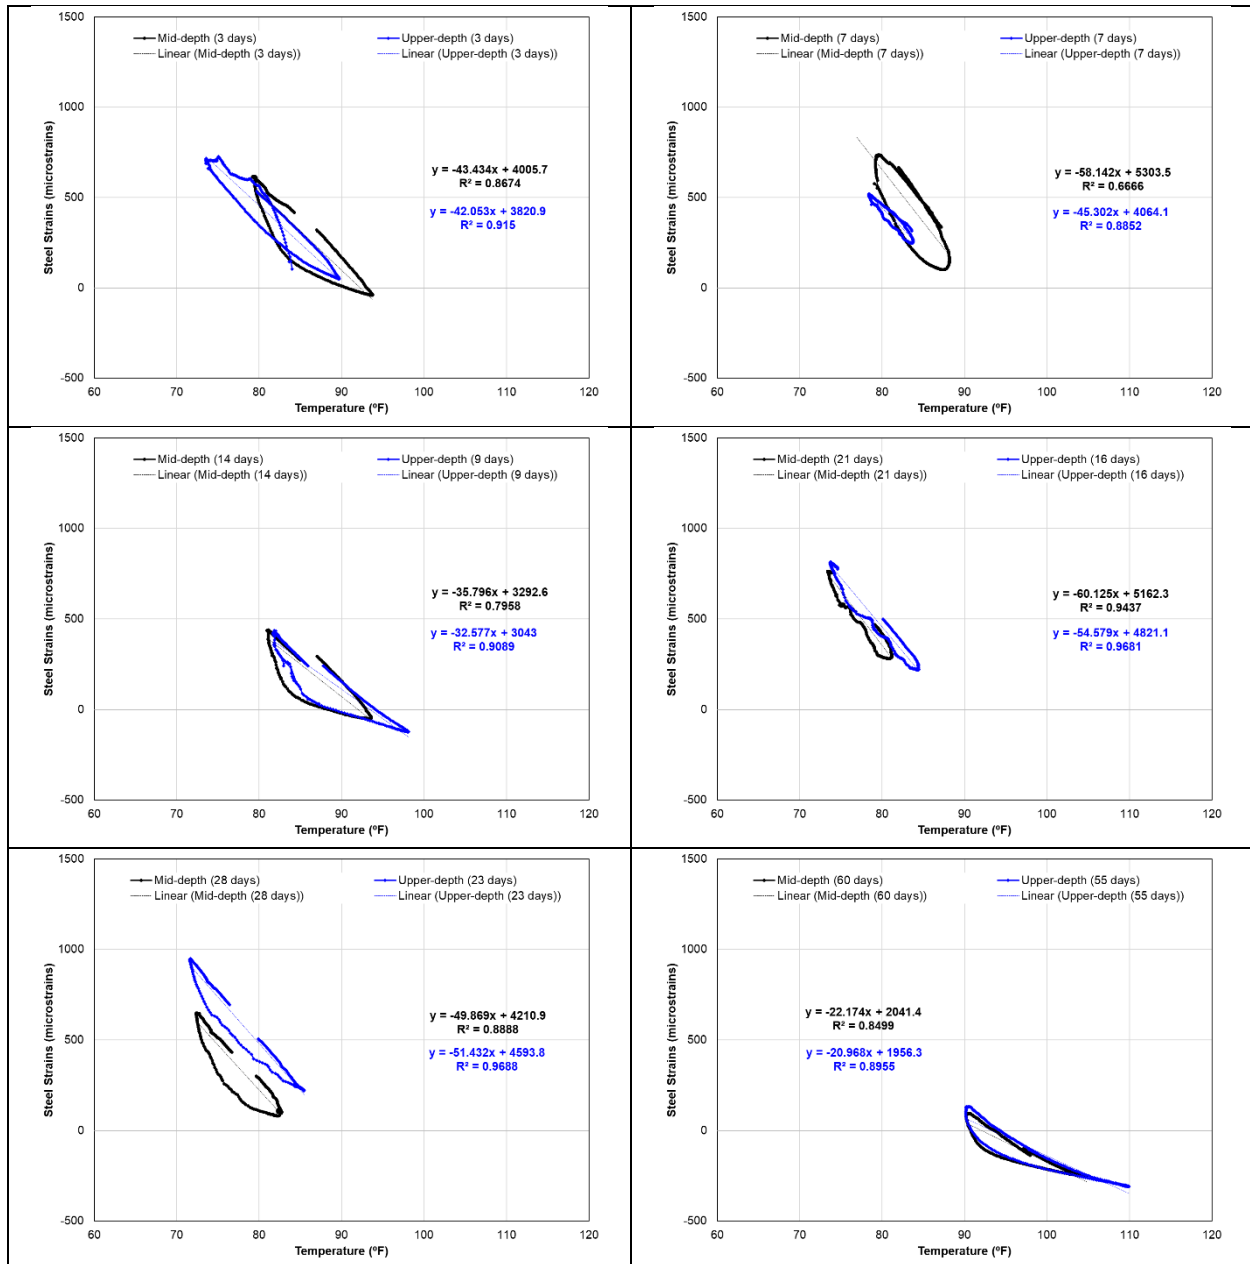 Mid-depth (3 days) Upper-depth (3 days)
Linear (Mid-depth (3 days)) Linear (Upper-depth (3 days))
1500
1000
500
0
-500
Steel Strains (microstrains)
y = -43.434x + 4005.7
R² = 0.8674
y = -42.053x + 3820.9
R² = 0.915
60 70 80 90 100 110 120
Temperature (ºF)
Mid-depth (7 days) Upper-depth (7 days)
Linear (Mid-depth (7 days)) Linear (Upper-depth (7 days))
1500
1000
500
0
-500
Steel Strains (microstrains)
y = -58.142x + 5303.5
R² = 0.6666
y = -45.302x + 4064.1
R² = 0.8852
60 70 80 90 100 110 120
Temperature (ºF)
Mid-depth (14 days) Upper-depth (9 days)
Linear (Mid-depth (14 days)) Linear (Upper-depth (9 days))
1500
1000
500
0
-500
Steel Strains (microstrains)
y = -35.796x + 3292.6
R² = 0.7958
y = -32.577x + 3043
R² = 0.9089
60 70 80 90 100 110 120
Temperature (ºF)
Mid-depth (21 days) Upper-depth (16 days)
Linear (Mid-depth (21 days)) Linear (Upper-depth (16 days))
1500
1000
500
0
-500
Steel Strains (microstrains)
y = -60.125x + 5162.3
R² = 0.9437
y = -54.579x + 4821.1
R² = 0.9681
60 70 80 90 100 110 120
Temperature (ºF)
Mid-depth (28 days) Upper-depth (23 days)
Linear (Mid-depth (28 days)) Linear (Upper-depth (23 days))
1500
1000
500
0
-500
Steel Strains (microstrains)
y = -49.869x + 4210.9
R² = 0.8888
y = -51.432x + 4593.8
R² = 0.9688
60 70 80 90 100 110 120
Temperature (ºF)
Mid-depth (60 days) Upper-depth (55 days)
Linear (Mid-depth (60 days)) Linear (Upper-depth (55 days))
1500
1000
500
0
-500
Steel Strains (microstrains)
y = -22.174x + 2041.4
R² = 0.8499
y = -20.968x + 1956.3
R² = 0.8955
60 70 80 90 100 110 120
Temperature (ºF)